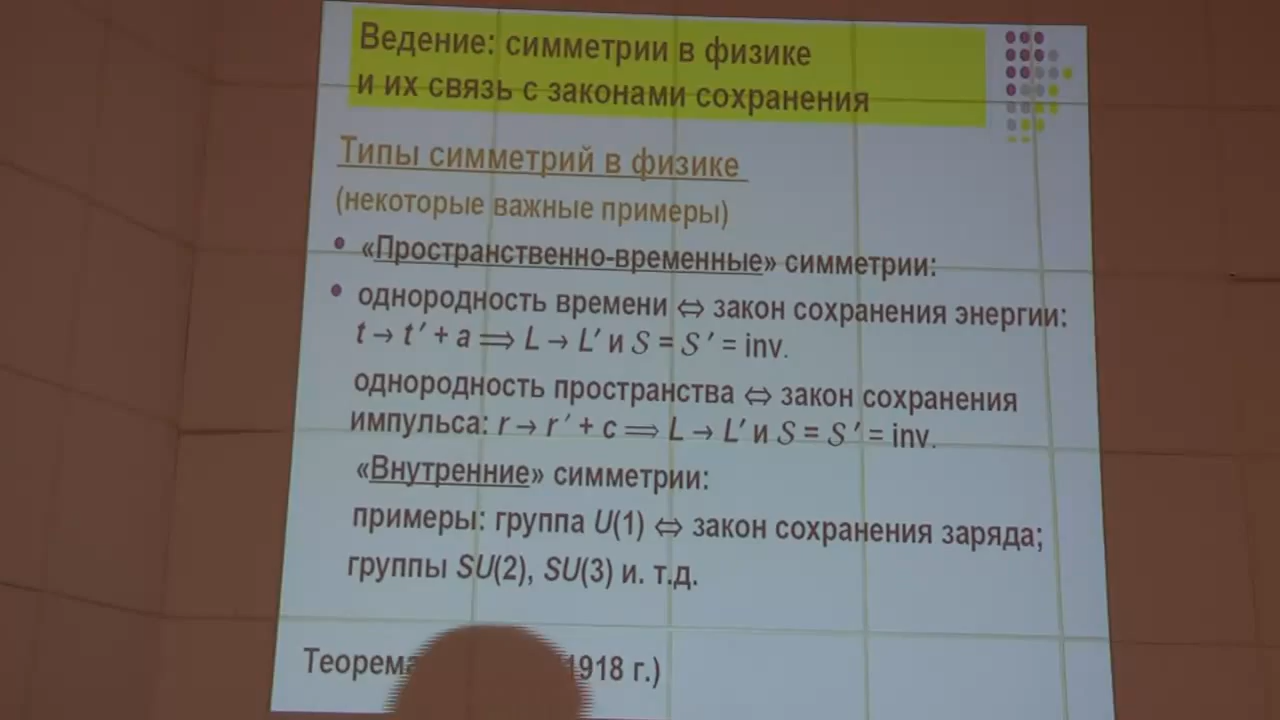 Ведение: симметрии в физике
и их связь с законами сохранения
Типы симметрий в физике
(некоторые важные примеры)
• «Пространственно-временные» симметрии:
• однородность времени ⇔ закон сохранения энергии:
t → t′ + a ⟹ L → L′ и S = S′ = inv.
однородность пространства ⇔ закон сохранения
импульса: r → r′ + c ⟹ L → L′ и S = S′ = inv.
«Внутренние» симметрии:
примеры: группа U(1) ⇔ закон сохранения заряда;
группы SU(2), SU(3) и. т.д.
Теорема 1918 г.)